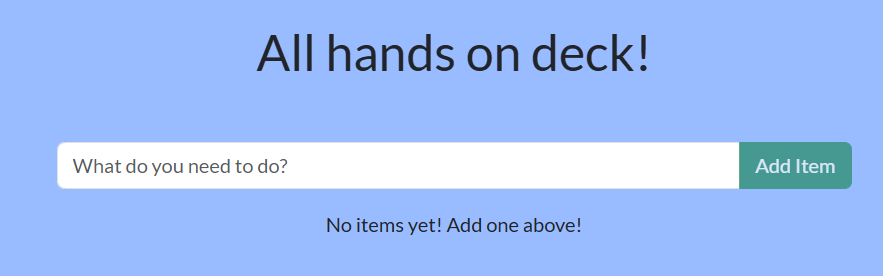 All hands on deck!
What do you need to do?
Add Item
No items yet! Add one above!